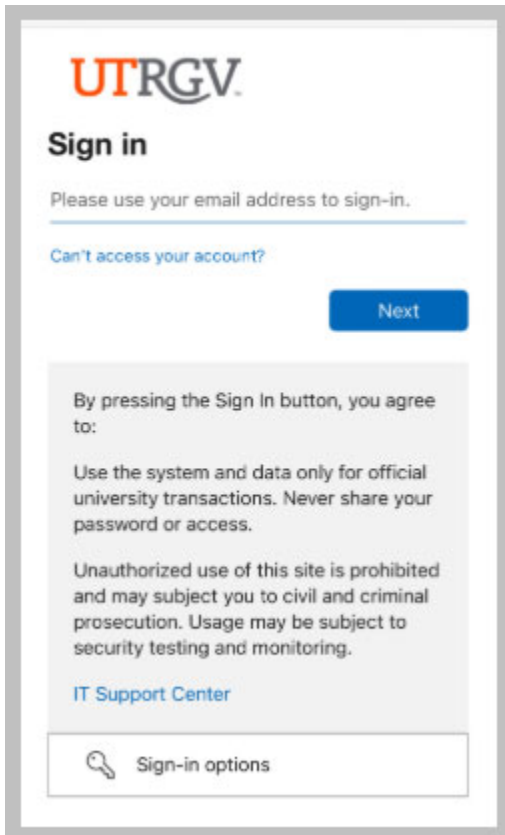 UTRGV
Sign in
Please use your email address to sign-in.
Can't access your account?
Next
By pressing the Sign In button, you agree
to:
Use the system and data only for official
university transactions. Never share your
password or access.
Unauthorized use of this site is prohibited
and may subject you to civil and criminal
prosecution. Usage may be subject to
security testing and monitoring.
IT Support Center
Sign-in options